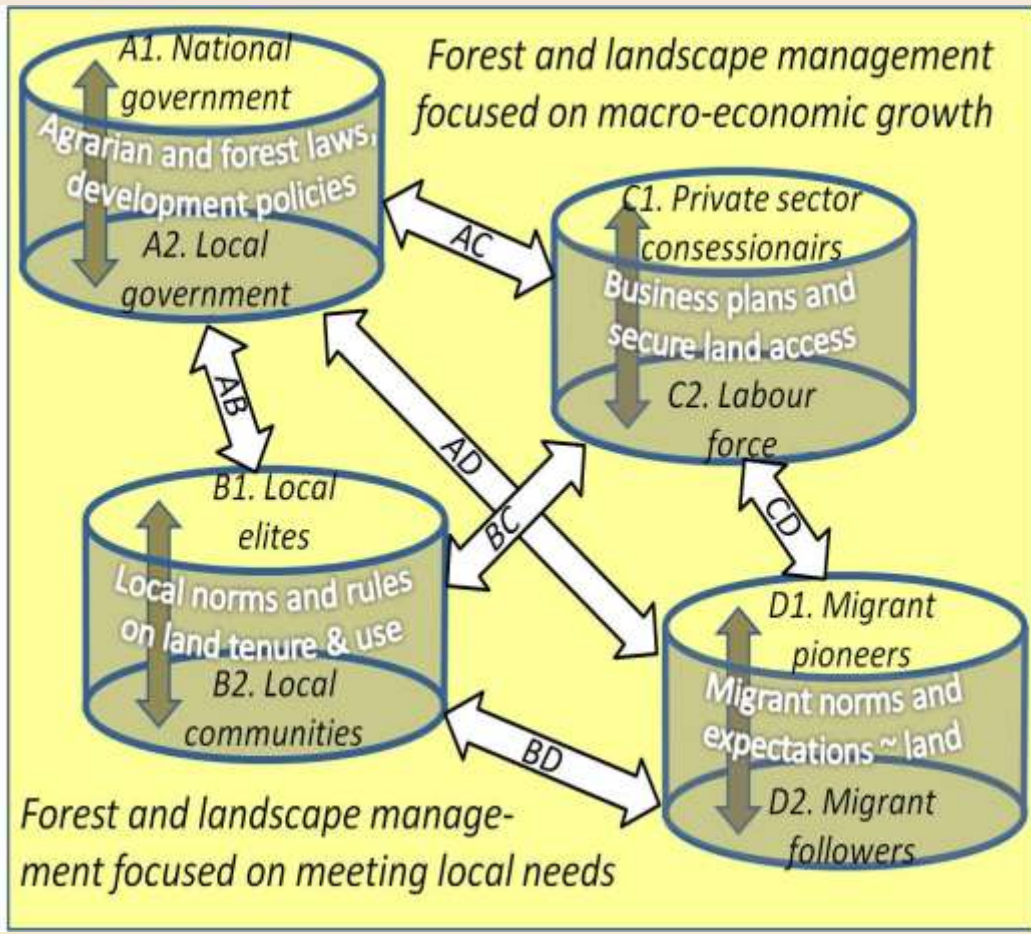 A1. National
government
Agrarian and forest laws,
development policies
A2. Local
government
Forest and landscape management
focused on macro-economic growth
C1. Private sector
consessionairs
Business plans and
secure land access
C2. Labour
force
AC
AB
AD
BC
CD
B1. Local
elites
Local norms and rules
on land tenure & use
B2. Local
communities
BD
D1. Migrant
pioneers
Migrant norms and
expectations ~ land
D2. Migrant
followers
Forest and landscape manage-
ment focused on meeting local needs